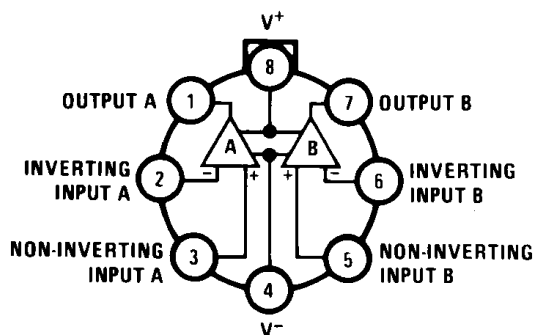 V+
8
OUTPUT A 1
7 OUTPUT B
A
B
INVERTING
INPUT A
2
− +
+ −
6
INVERTING
INPUT B
NON-INVERTING
INPUT A
3
5
NON-INVERTING
INPUT B
4
V−